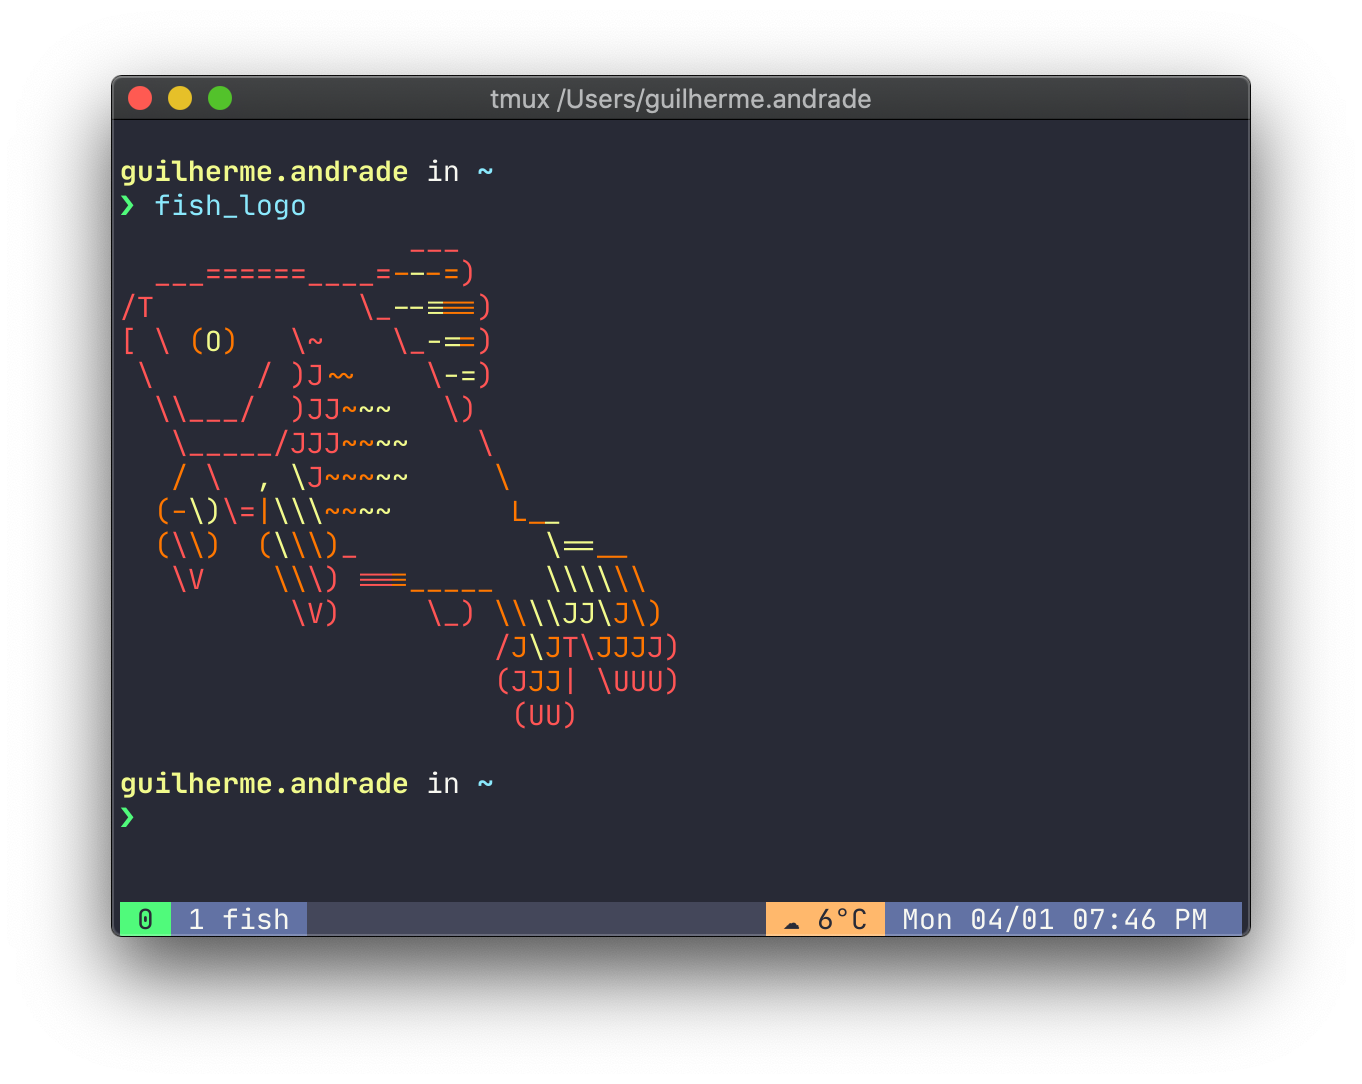 tmux /Users/guilherme.andrade
guilherme.andrade in ~
❯ fish_logo
                 ___
  ___======____=---=)
/T            \_--===)
[ \ (O)   \~    \_-==)
 \      / )J~~    \-=)
  \\___/  )JJ~~~   \)
   \_____/JJJ~~~~    \
   / \  , \J~~~~~     \
  (-\)\=|\\\~~~~       L__
  (\\)  (\\\)_           \==__
   \V    \\\) ===_____   \\\\\\
          \V)     \_) \\\\JJ\J\)
                      /J\JT\JJJJ)
                      (JJJ| \UUU)
                       (UU)
guilherme.andrade in ~
❯
0 1 fish ☁ 6°C Mon 04/01 07:46 PM